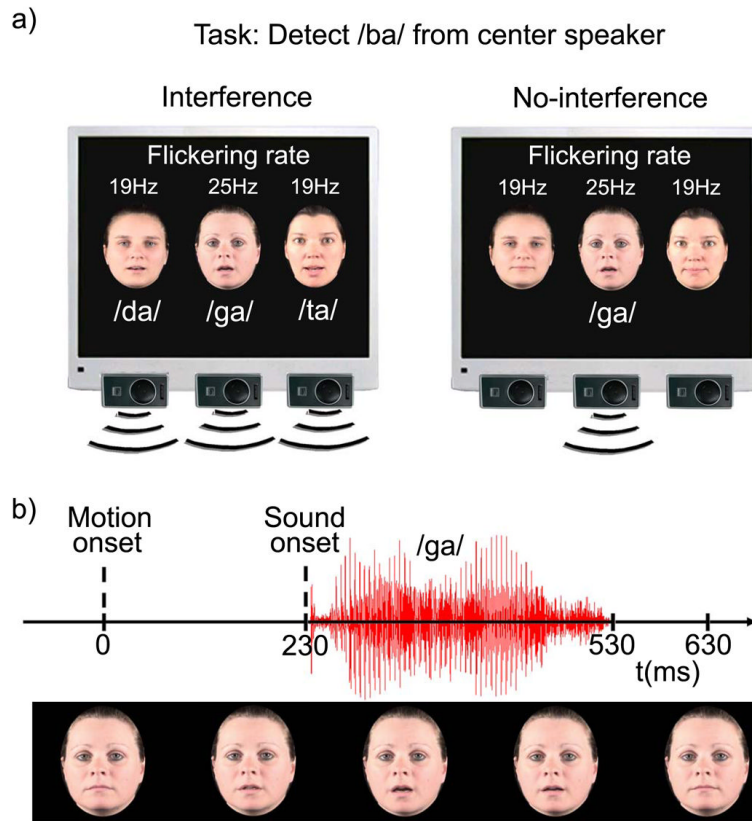 a)
Task: Detect /ba/ from center speaker
Interference
No-interference
Flickering rate
19Hz 25Hz 19Hz
/da/ /ga/ /ta/
Flickering rate
19Hz 25Hz 19Hz
/ga/
b)
Motion
onset
Sound
onset
/ga/
0 230 530 630
t(ms)